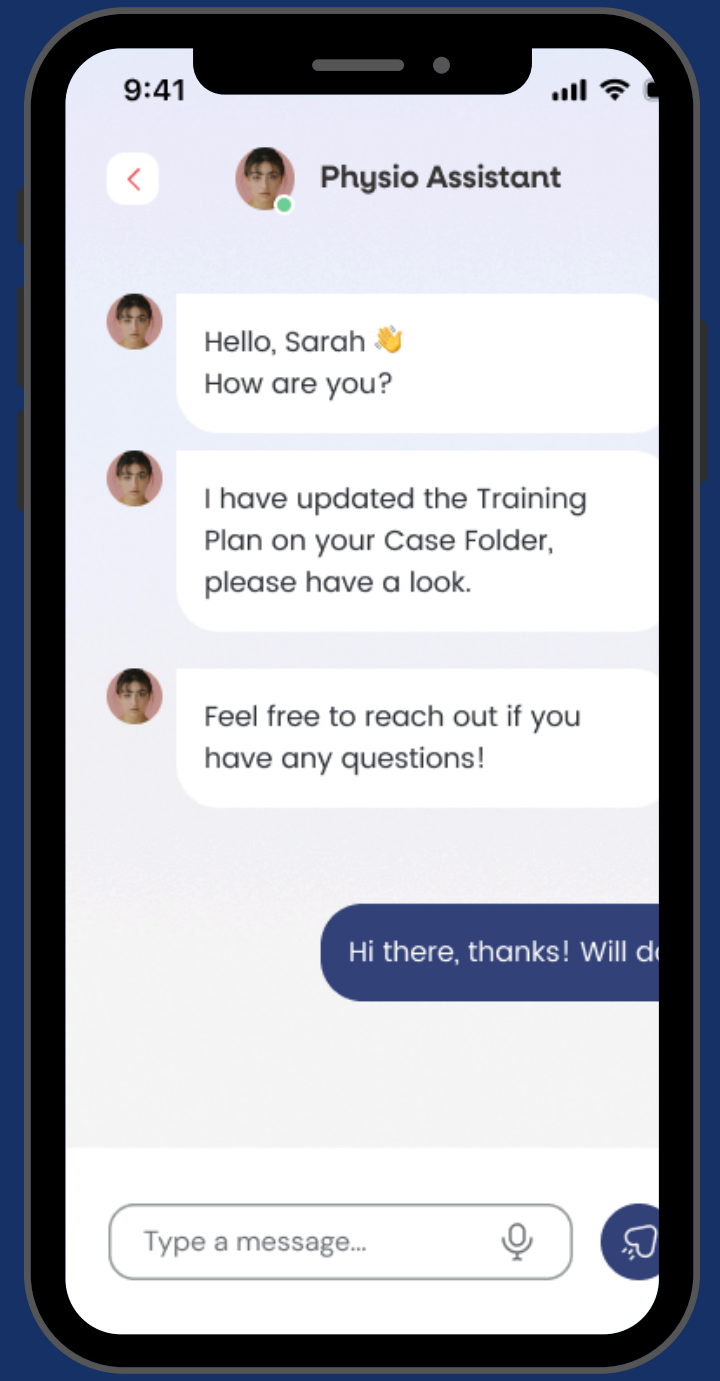 9:41
Physio Assistant
Hello, Sarah 👋
How are you?
I have updated the Training
Plan on your Case Folder,
please have a look.
Feel free to reach out if you
have any questions!
Hi there, thanks! Will
Type a message...